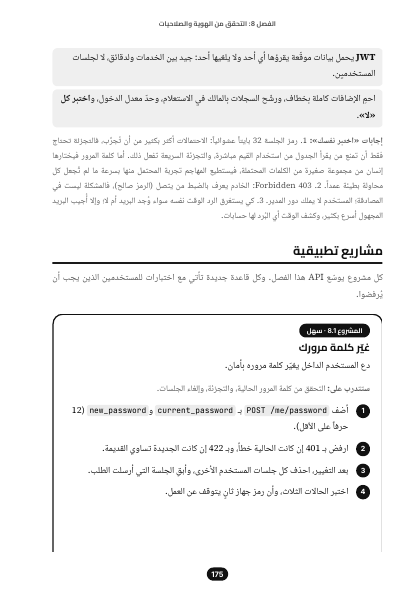 الفصل 8: التحقق من الهوية والصلاحيات
JWT يحمل بيانات موقّعة يقرؤها أي أحد ولا يلغيها أحد: جيد بين الخدمات ولدقائق، لا لجلسات
المستخدمين.
احمِ الإضافات كاملة بخطاف، ورشّح السجلات بالمالك في الاستعلام، وحدّ معدل الدخول، واختبر كل
«لا».
إجابات «اختبر نفسك»: 1. رمز الجلسة 32 بايتاً عشوائياً: الاحتمالات أكثر بكثير من أن تُجرَّب، فالتجزئة تحتاج
فقط أن تمنع من يقرأ الجدول من استخدام القيم مباشرة، والتجزئة السريعة تفعل ذلك. أما كلمة المرور فيختارها
إنسان من مجموعة صغيرة من الكلمات المحتملة، فيستطيع المهاجم تجربة المحتمل منها بسرعة ما لم تُجعل كل
محاولة بطيئة عمداً. 2. 403 Forbidden: الخادم يعرف بالضبط من يتصل (الرمز صالح)، فالمشكلة ليست في
المصادقة؛ المستخدم لا يملك دور المدير. 3. كي يستغرق الرد الوقت نفسه سواء وُجد البريد أم لا؛ وإلا أُجيب البريد
المجهول أسرع بكثير، وكشف الوقت أي البُرد لها حسابات.
مشاريع تطبيقية
كل مشروع يوسّع API هذا الفصل. وكل قاعدة جديدة تأتي مع اختبارات للمستخدمين الذين يجب أن
يُرفضوا.
المشروع 8.1 · سهل
غيّر كلمة مرورك
دع المستخدم الداخل يغيّر كلمة مروره بأمان.
ستتدرب على: التحقق من كلمة المرور الحالية، والتجزئة، وإلغاء الجلسات.
1 أضف POST /me/password بـ current_password و new_password (12
حرفاً على الأقل).
2 ارفض بـ 401 إن كانت الحالية خطأً، وبـ 422 إن كانت الجديدة تساوي القديمة.
3 بعد التغيير، احذف كل جلسات المستخدم الأخرى، وأبقِ الجلسة التي أرسلت الطلب.
4 اختبر الحالات الثلاث، وأن رمز جهاز ثانٍ يتوقف عن العمل.
175